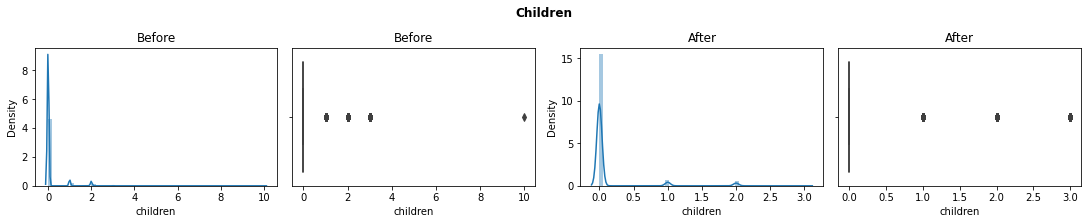 Children
Before
Before
After
After
Density
8
6
4
2
0
0 2 4 6 8 10
children
0 2 4 6 8 10
children
Density
15
10
5
0
0.0 0.5 1.0 1.5 2.0 2.5 3.0
children
0.0 0.5 1.0 1.5 2.0 2.5 3.0
children